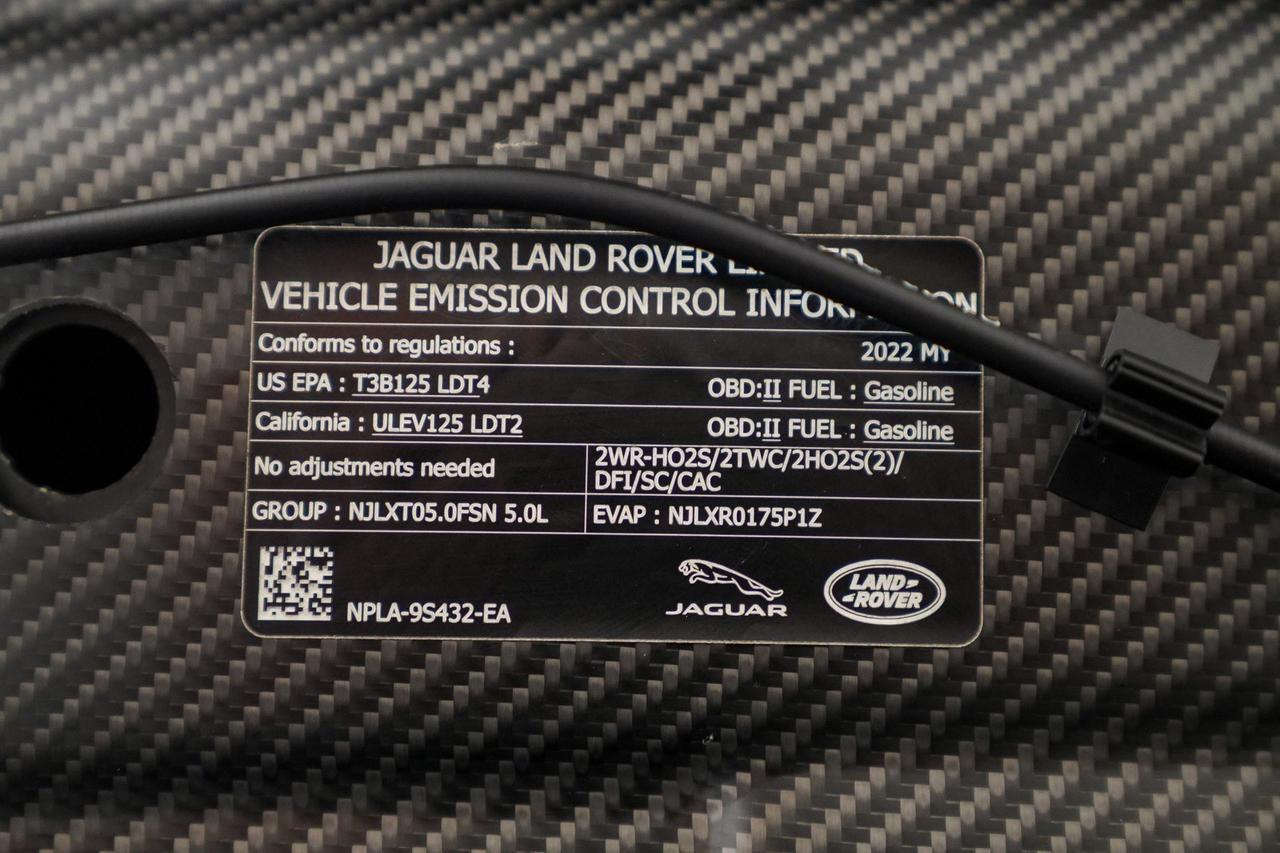 JAGUAR LAND ROVER
VEHICLE EMISSION CONTROL
Conforms to regulations : 2022 MY
US EPA : T3B125 LDT4 OBD:II FUEL : Gasoline
California : ULEV125 LDT2 OBD:II FUEL : Gasoline
No adjustments needed
2WR-HO2S/2TWC/2HO2S(2)/
DFI/SC/CAC
GROUP : NJLXT05.0FSN 5.0L EVAP : NJLXR0175P1Z
NPLA-9S432-EA
JAGUAR
LAND-
-ROVER